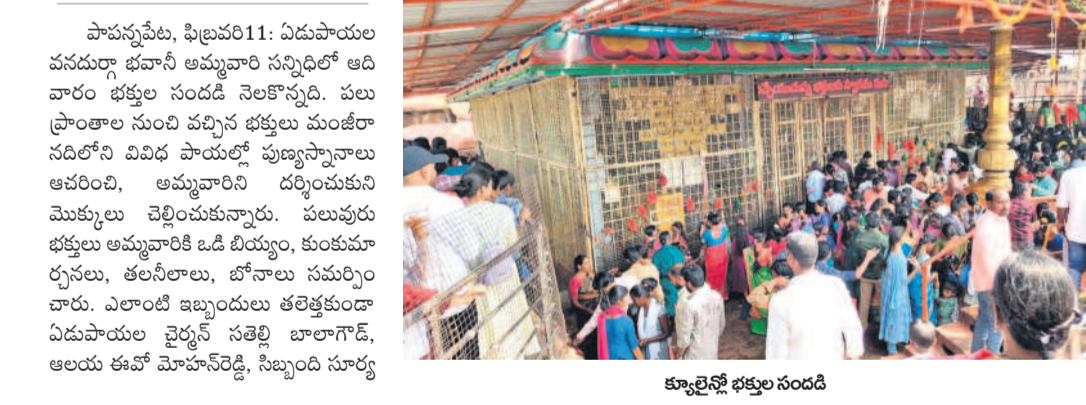 పాపన్నపేట, ఫిబ్రవరి11: ఏడుపాయల
వనదుర్గా భవానీ అమ్మవారి సన్నిధిలో ఆది
వారం భక్తుల సందడి నెలకొన్నది. పలు
ప్రాంతాల నుంచి వచ్చిన భక్తులు మంజీరా
నదిలోని వివిధ పాయల్లో పుణ్యస్నానాలు
ఆచరించి, అమ్మవారిని దర్శించుకుని
మొక్కులు చెల్లించుకున్నారు. పలువురు
భక్తులు అమ్మవారికి ఒడి బియ్యం, కుంకుమా
ర్చనలు, తలనీలాలు, బోనాలు సమర్పిం
చారు. ఎలాంటి ఇబ్బందులు తలెత్తకుండా
ఏడుపాయల చైర్మన్ సతెల్లి బాలాగౌడ్,
ఆలయ ఈవో మోహన్‌రెడ్డి, సిబ్బంది సూర్య
క్యూలైన్లో భక్తుల సందడి